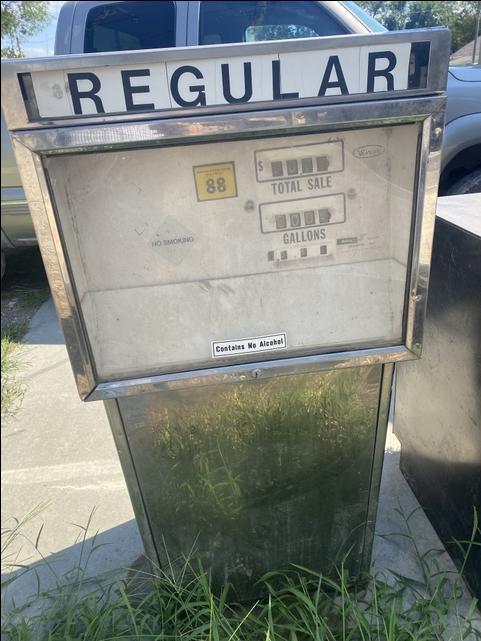 REGULAR
88
$
TOTAL SALE
NO SMOKING
GALLONS
Contains No Alcohol